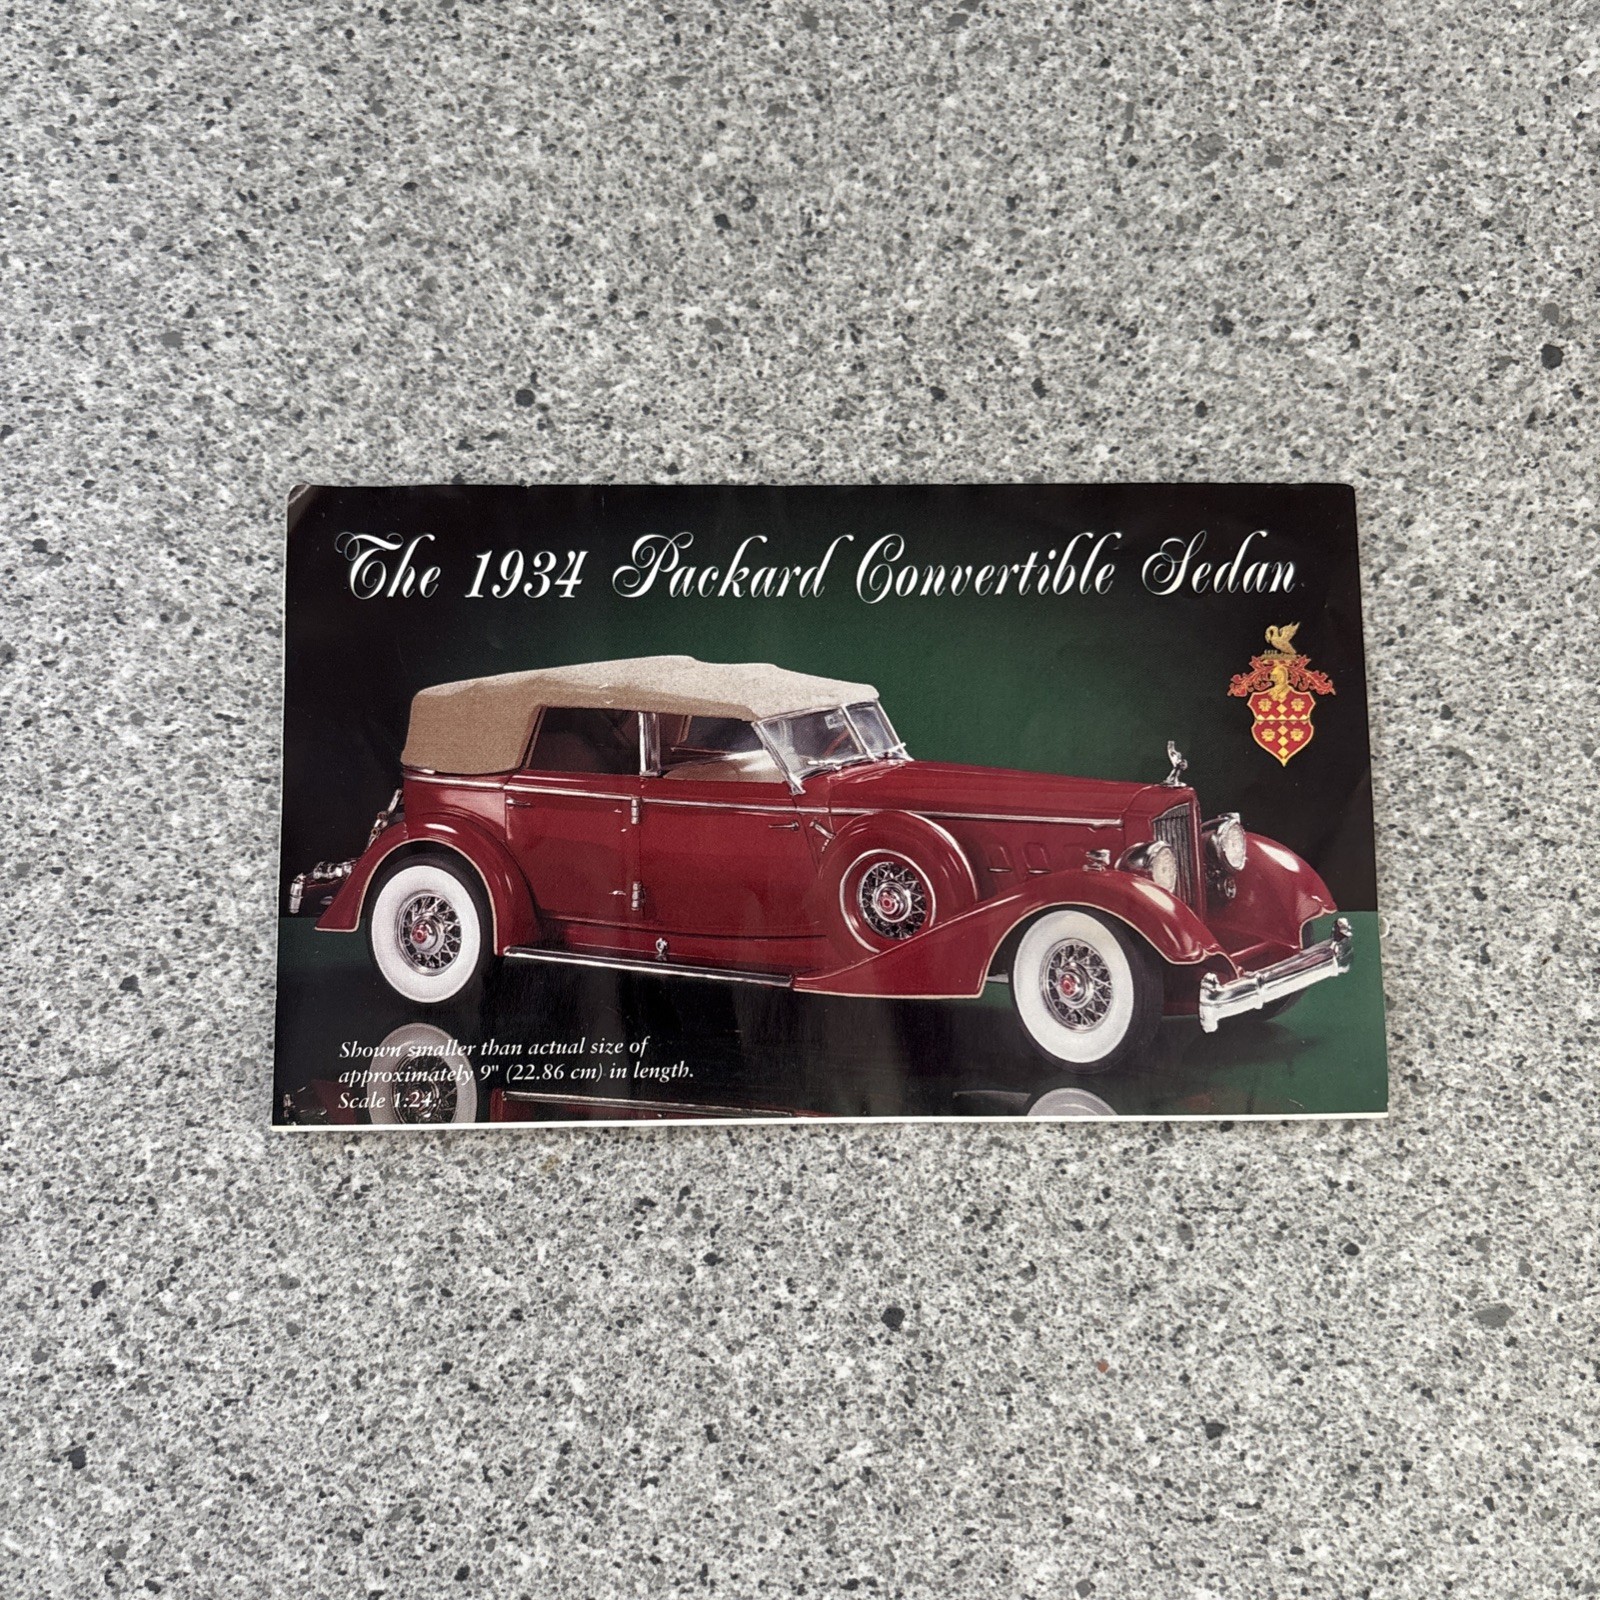 The 1934 Packard Convertible Sedan
Shown smaller than actual size of
approximately 9" (22.86 cm) in length.
Scale 1:24.